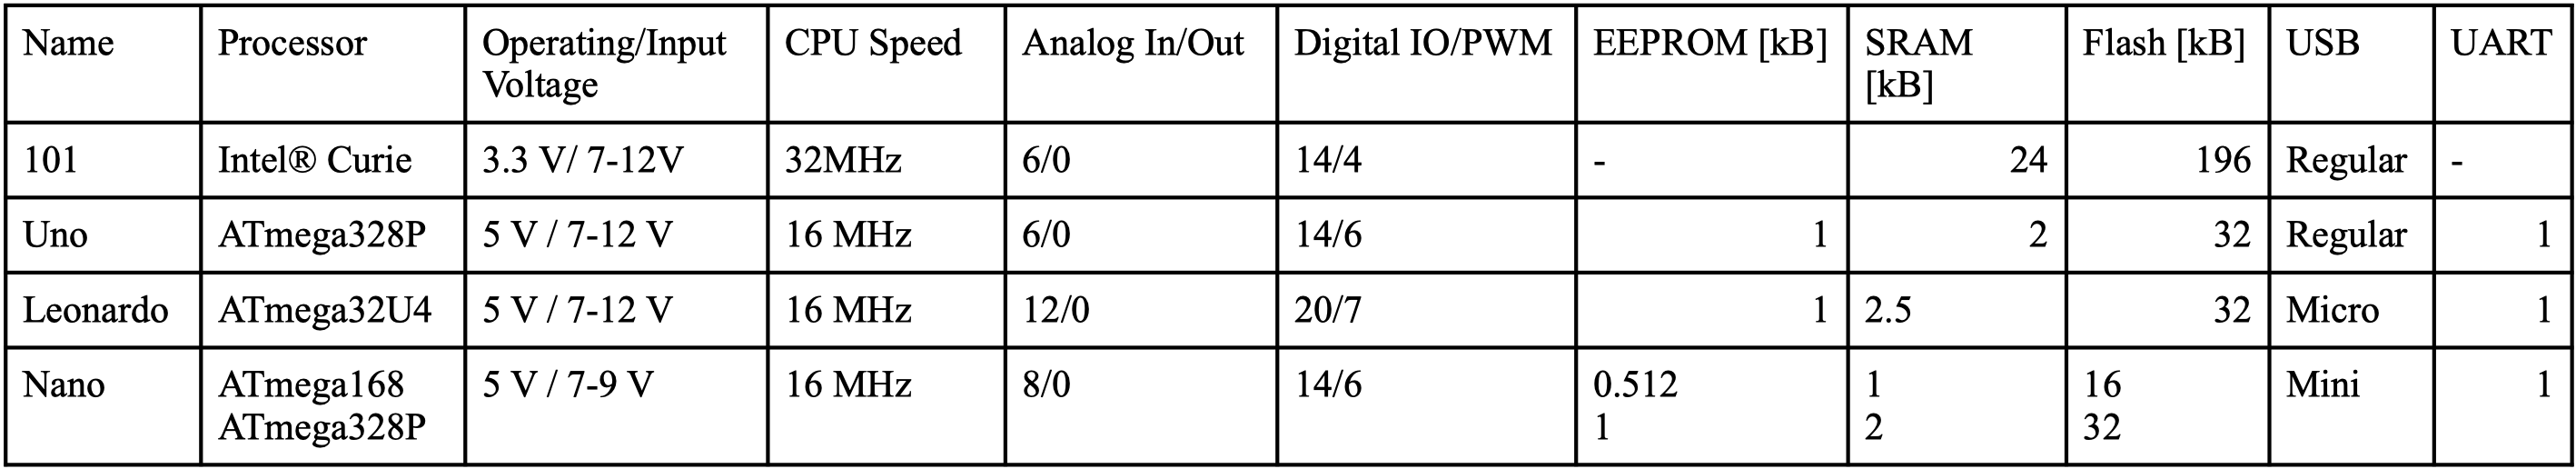 Name Processor Operating/Input Voltage CPU Speed Analog In/Out Digital IO/PWM EEPROM [kB] SRAM [kB] Flash [kB] USB UART
101 Intel® Curie 3.3 V/ 7-12V 32MHz 6/0 14/4 - 24 196 Regular -
Uno ATmega328P 5 V / 7-12 V 16 MHz 6/0 14/6 1 2 32 Regular 1
Leonardo ATmega32U4 5 V / 7-12 V 16 MHz 12/0 20/7 1 2.5 32 Micro 1
Nano ATmega168 5 V / 7-9 V 16 MHz 8/0 14/6 0.512 1 16 Mini 1
ATmega328P 1 2 32